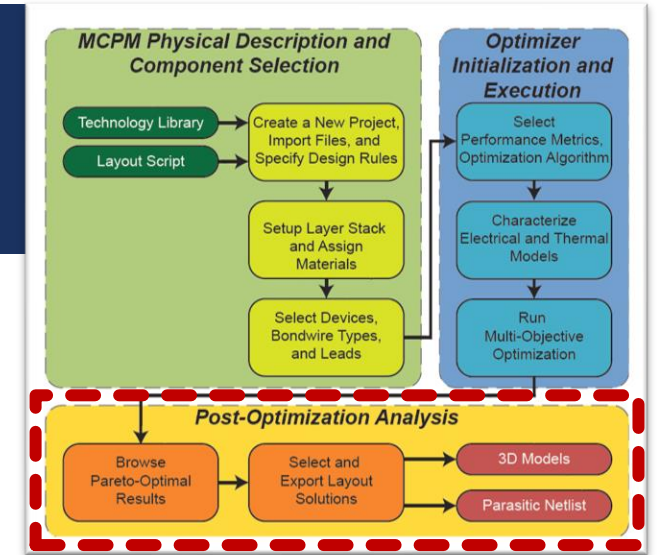 MCPM Physical Description and
Component Selection
Technology Library
Layout Script
Create a New Project,
Import Files, and
Specify Design Rules
Setup Layer Stack
and Assign
Materials
Select Devices,
Bondwire Types,
and Leads
Optimizer
Initialization and
Execution
Select
Performance Metrics,
Optimization Algorithm
Characterize
Electrical and Thermal
Models
Run
Multi-Objective
Optimization
Post-Optimization Analysis
Browse
Pareto-Optimal
Results
Select and
Export Layout
Solutions
3D Models
Parasitic Netlist